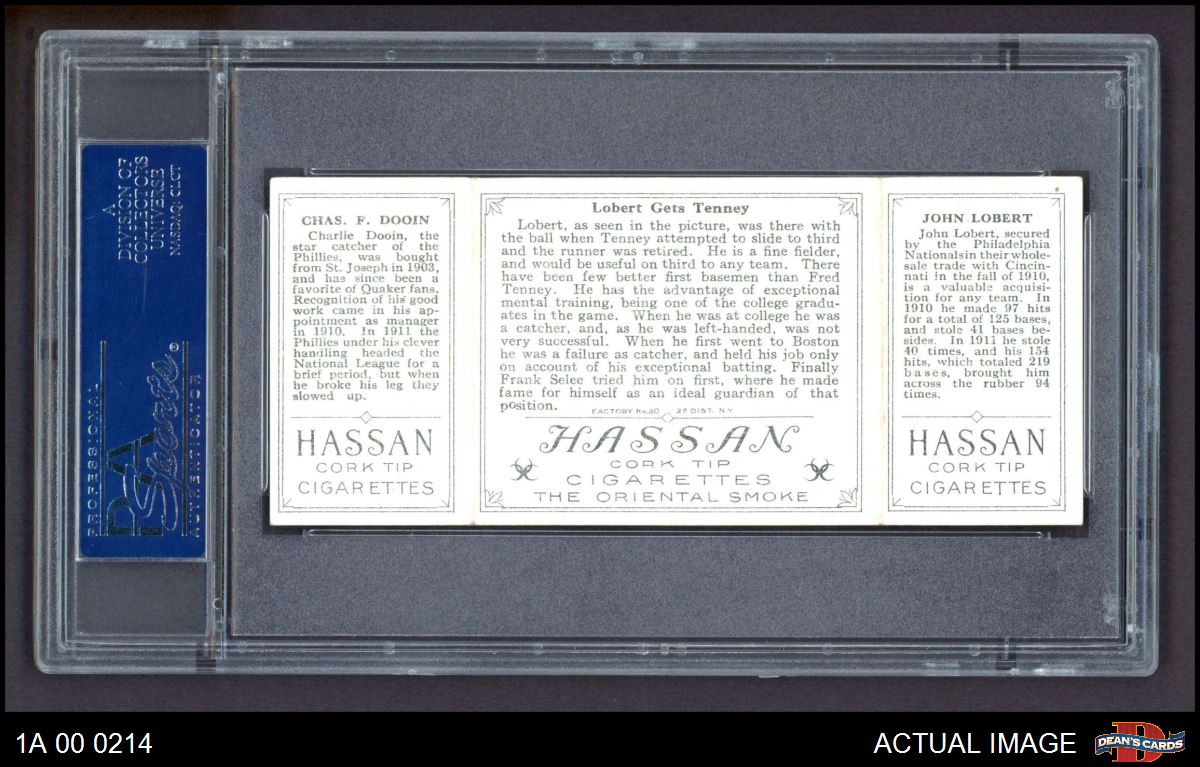 A
DIVISION OF
COLLECTORS
UNIVERSE
NASDAQ: CLCT
PROFESSIONAL
PSA
Sports®
AUTHENTICATOR
CHAS. F. DOOIN
Charlie Dooin, the
star catcher of the
Phillies, was bought
from St. Joseph in 1903,
and has since been a
favorite of Quaker fans.
Recognition of his good
work came in his ap-
pointment as manager
in 1910. In 1911 the
Phillies under his clever
handling headed the
National League for a
brief period, but when
he broke his leg they
slowed up.
HASSAN
CORK TIP
CIGARETTES
Lobert Gets Tenney
Lobert, as seen in the picture, was there with
the ball when Tenney attempted to slide to third
and the runner was retired. He is a fine fielder,
and would be useful on third to any team. There
have been few better first basemen than Fred
Tenney. He has the advantage of exceptional
mental training, being one of the college gradu-
ates in the game. When he was at college he was
a catcher, and, as he was left-handed, was not
very successful. When he first went to Boston
he was a failure as catcher, and held his job only
on account of his exceptional batting. Finally
Frank Selee tried him on first, where he made
fame for himself as an ideal guardian of that
position.
FACTORY No. 30 2d DIST. N.Y.
HASSAN
CORK TIP
CIGARETTES
THE ORIENTAL SMOKE
JOHN LOBERT
John Lobert, secured
by the Philadelphia
Nationals in their whole-
sale trade with Cincin-
nati in the fall of 1910,
is a valuable acquisi-
tion for any team. In
1910 he made 97 hits
for a total of 125 bases,
and stole 41 bases be-
sides. In 1911 he stole
40 times, and his 154
hits, which totaled 219
bases, brought him
across the rubber 94
times.
HASSAN
CORK TIP
CIGARETTES
1A 00 0214
ACTUAL IMAGE
DEAN'S CARDS